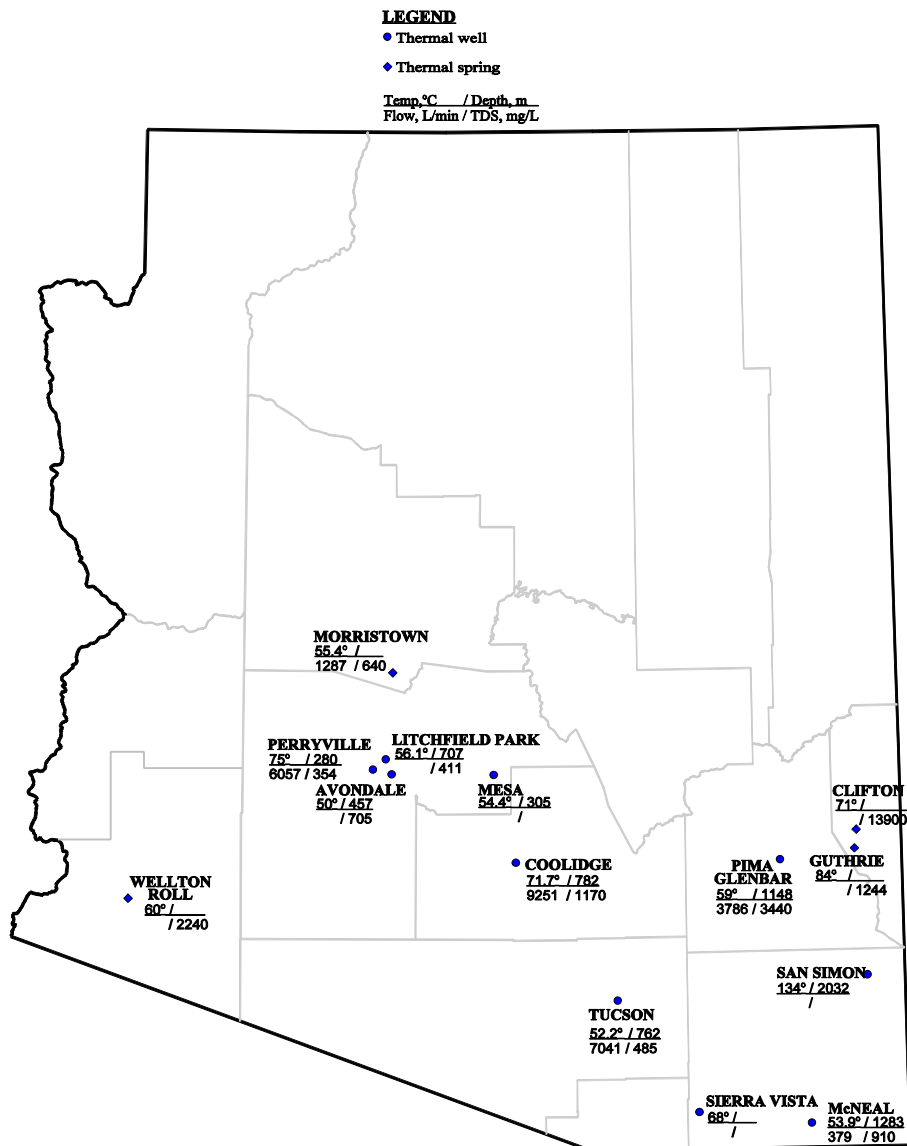 LEGEND
Thermal well
Thermal spring
Temp,°C / Depth, m
Flow, L/min / TDS, mg/L
MORRISTOWN
55.4° /
1287 / 640
PERRYVILLE
75° / 280
6057 / 354
LITCHFIELD PARK
56.1° / 707
/ 411
AVONDALE
50° / 457
/ 705
MESA
54.4° / 305
/
CLIFTON
71° /
/ 13900
GUTHRIE
84° /
/ 1244
COOLIDGE
71.7° / 782
9251 / 1170
PIMA
GLENBAR
59° / 1148
3786 / 3440
WELLTON
ROLL
60° /
/ 2240
SAN SIMON
134° / 2032
/
TUCSON
52.2° / 762
7041 / 485
SIERRA VISTA
68° /
/
McNEAL
53.9° / 1283
379 / 910